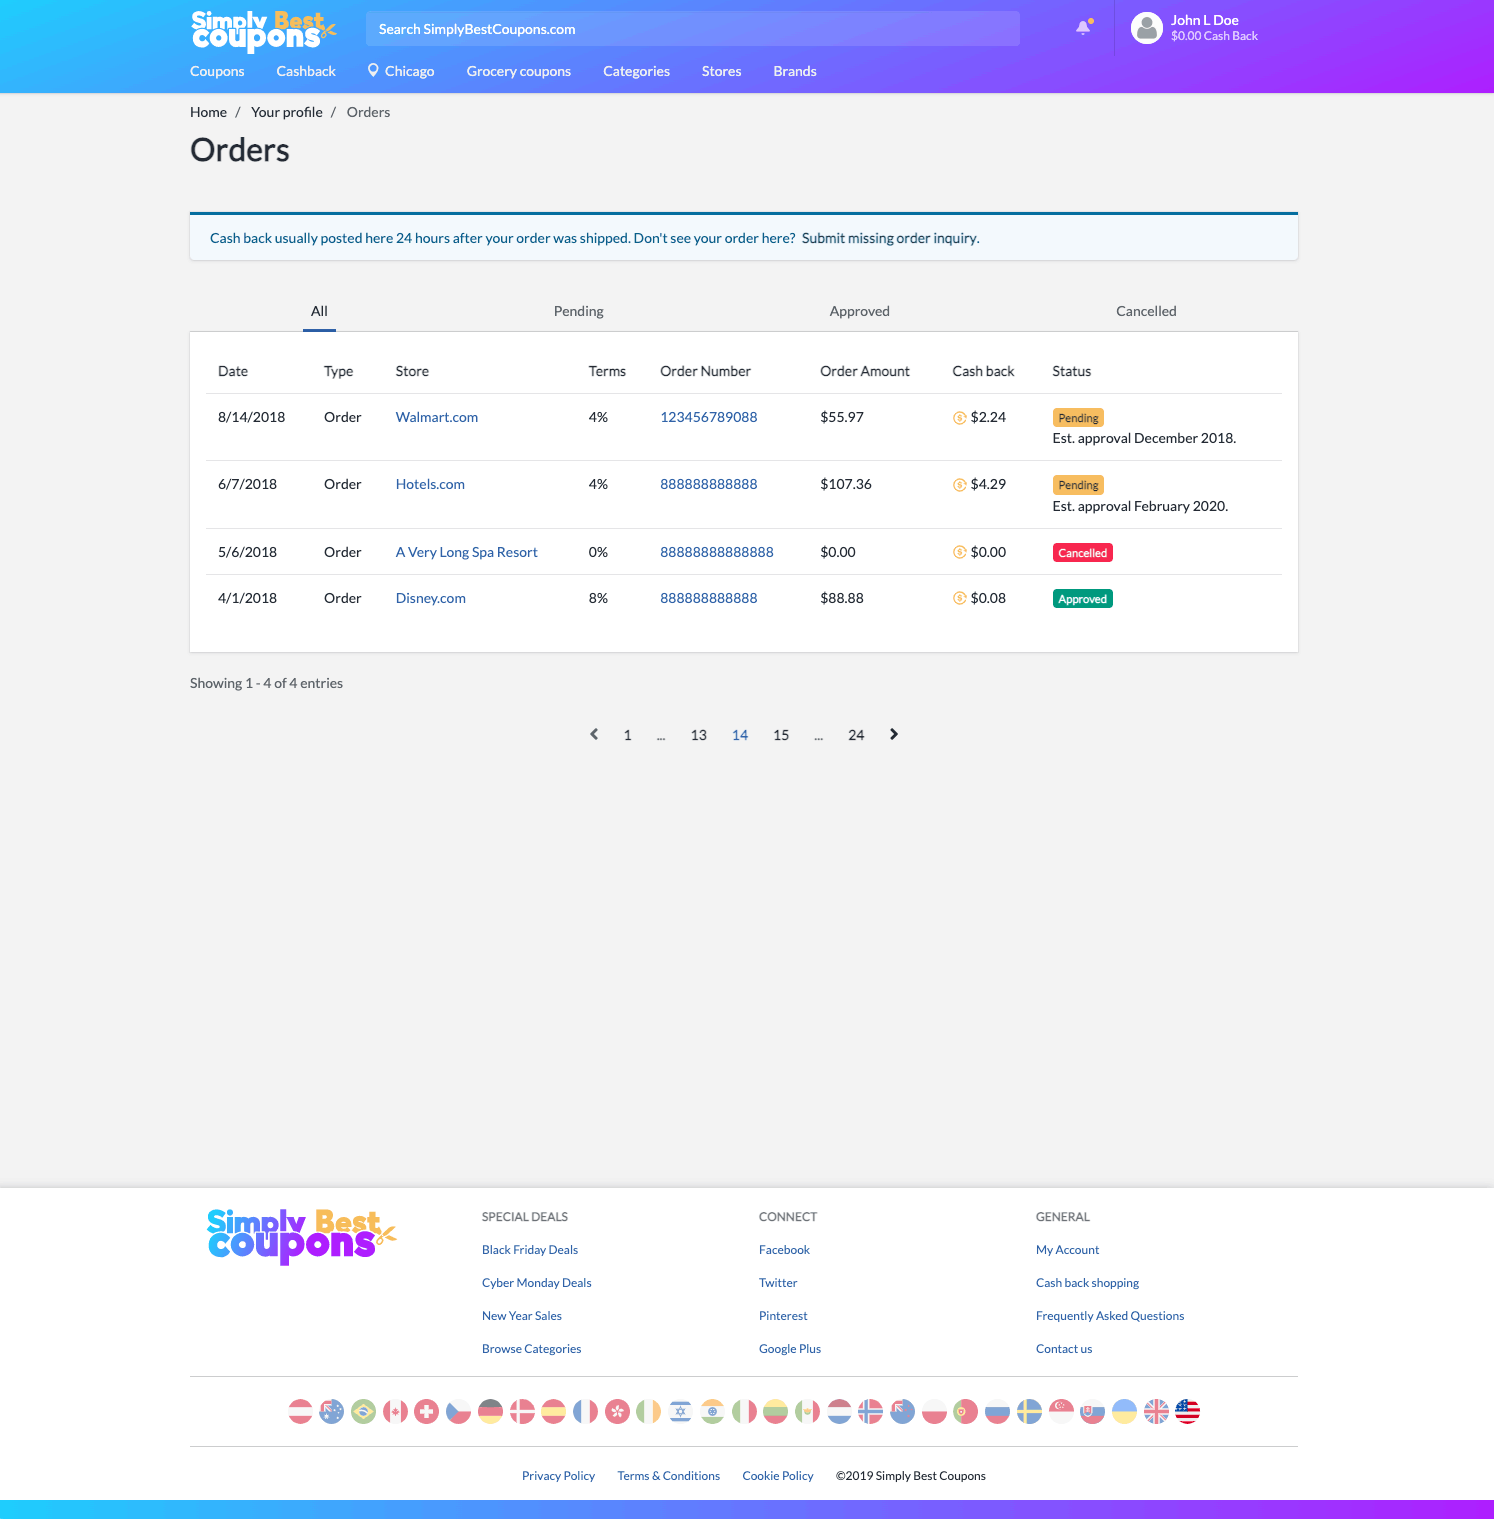 Simply Best
coupons
Search SimplyBestCoupons.com
John L Doe
$0.00 Cash Back
Coupons Cashback Chicago Grocery coupons Categories Stores Brands
Home / Your profile / Orders
Orders
Cash back usually posted here 24 hours after your order was shipped. Don't see your order here? Submit missing order inquiry.
All Pending Approved Cancelled
Date Type Store Terms Order Number Order Amount Cash back Status
8/14/2018 Order Walmart.com 4% 123456789088 $55.97 $2.24 Pending
Est. approval December 2018.
6/7/2018 Order Hotels.com 4% 888888888888 $107.36 $4.29 Pending
Est. approval February 2020.
5/6/2018 Order A Very Long Spa Resort 0% 88888888888888 $0.00 $0.00 Cancelled
4/1/2018 Order Disney.com 8% 888888888888 $88.88 $0.08 Approved
Showing 1 - 4 of 4 entries
1 ... 13 14 15 ... 24
Simply Best
coupons
SPECIAL DEALS
Black Friday Deals
Cyber Monday Deals
New Year Sales
Browse Categories
CONNECT
Facebook
Twitter
Pinterest
Google Plus
GENERAL
My Account
Cash back shopping
Frequently Asked Questions
Contact us
Privacy Policy Terms & Conditions Cookie Policy ©2019 Simply Best Coupons